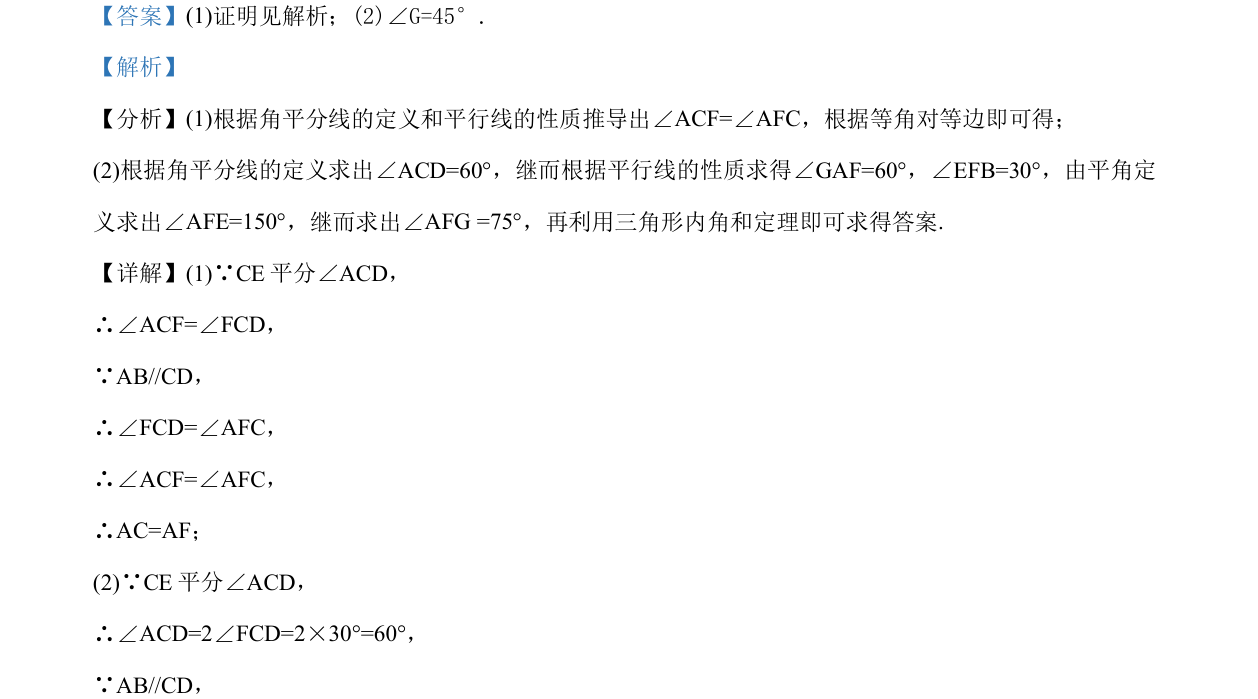 【答案】(1)证明见解析；(2)∠G=45°.
【解析】
【分析】(1)根据角平分线的定义和平行线的性质推导出∠ACF=∠AFC，根据等角对等边即可得；
(2)根据角平分线的定义求出∠ACD=60°，继而根据平行线的性质求得∠GAF=60°，∠EFB=30°，由平角定
义求出∠AFE=150°，继而求出∠AFG =75°，再利用三角形内角和定理即可求得答案.
【详解】(1)∵CE 平分∠ACD，
∴∠ACF=∠FCD，
∵AB//CD，
∴∠FCD=∠AFC，
∴∠ACF=∠AFC，
∴AC=AF；
(2)∵CE 平分∠ACD，
∴∠ACD=2∠FCD=2×30°=60°，
∵AB//CD，